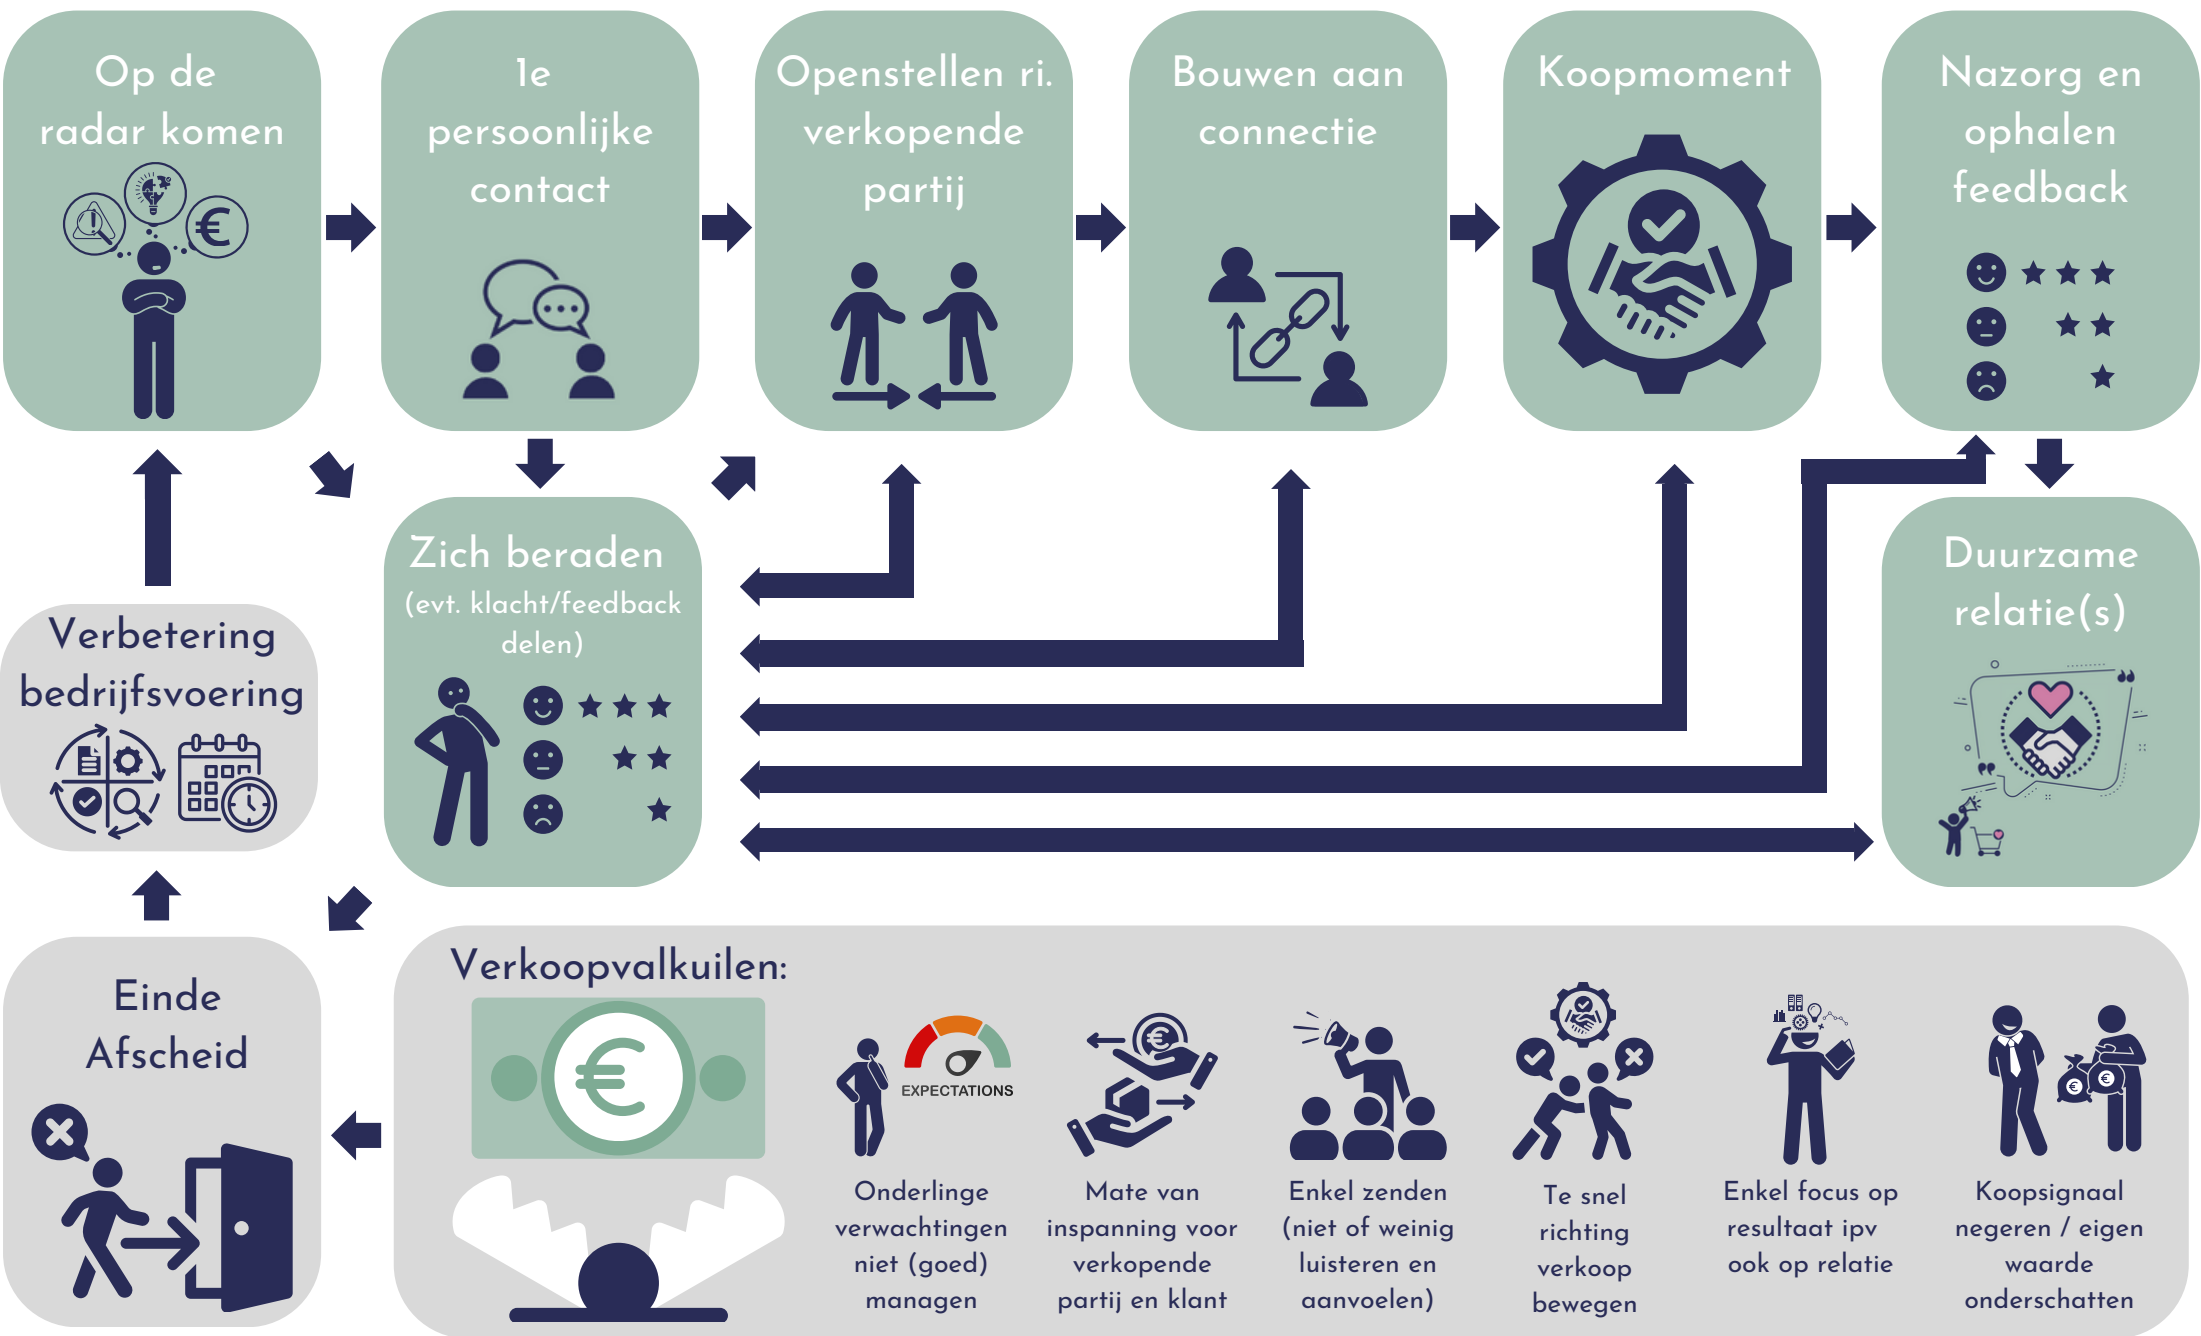 Op de
radar komen
1e
persoonlijke
contact
Openstellen ri.
verkopende
partij
Bouwen aan
connectie
Koopmoment
Nazorg en
ophalen
feedback
Zich beraden
(evt. klacht/feedback
delen)
Duurzame
relatie(s)
Verbetering
bedrijfsvoering
Einde
Afscheid
Verkoopvalkuilen:
EXPECTATIONS
Onderlinge
verwachtingen
niet (goed)
managen
Mate van
inspanning voor
verkopende
partij en klant
Enkel zenden
(niet of weinig
luisteren en
aanvoelen)
Te snel
richting
verkoop
bewegen
Enkel focus op
resultaat ipv
ook op relatie
Koopsignaal
negeren / eigen
waarde
onderschatten